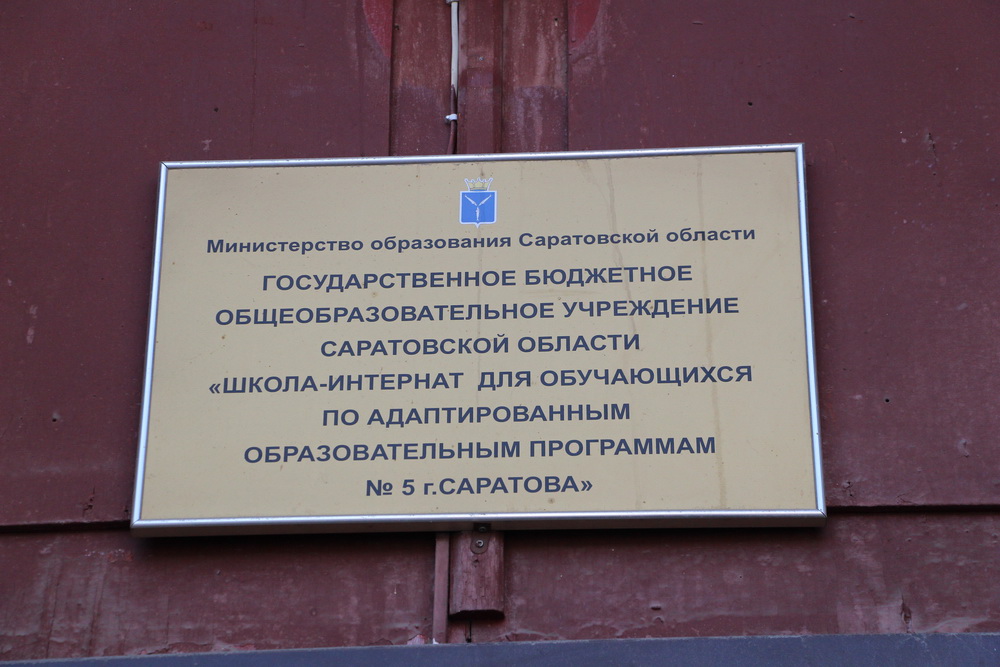 Министерство образования Саратовской области
ГОСУДАРСТВЕННОЕ БЮДЖЕТНОЕ
ОБЩЕОБРАЗОВАТЕЛЬНОЕ УЧРЕЖДЕНИЕ
САРАТОВСКОЙ ОБЛАСТИ
«ШКОЛА-ИНТЕРНАТ ДЛЯ ОБУЧАЮЩИХСЯ
ПО АДАПТИРОВАННЫМ
ОБРАЗОВАТЕЛЬНЫМ ПРОГРАММАМ
№ 5 г.САРАТОВА»